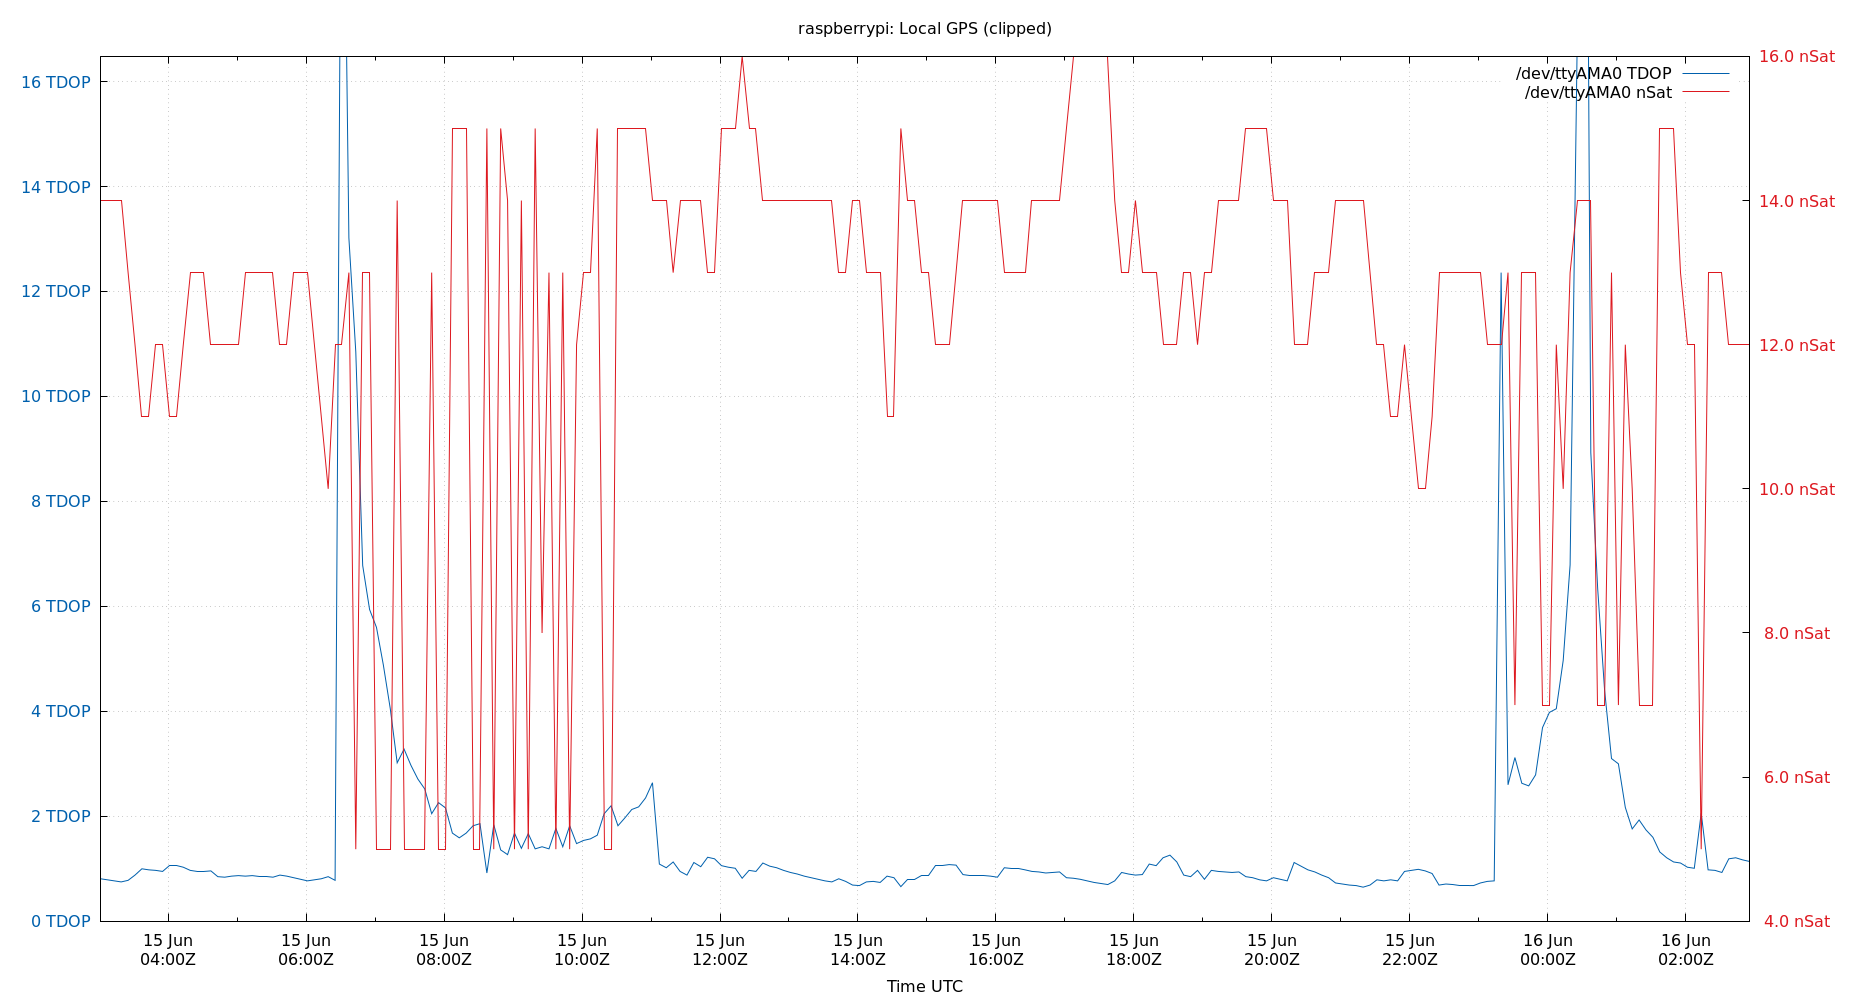 raspberrypi: Local GPS (clipped)
/dev/ttyAMA0 TDOP
/dev/ttyAMA0 nSat
16 TDOP
14 TDOP
12 TDOP
10 TDOP
8 TDOP
6 TDOP
4 TDOP
2 TDOP
0 TDOP
16.0 nSat
14.0 nSat
12.0 nSat
10.0 nSat
8.0 nSat
6.0 nSat
4.0 nSat
15 Jun 15 Jun 15 Jun 15 Jun 15 Jun 15 Jun 15 Jun 15 Jun 15 Jun 15 Jun 16 Jun 16 Jun
04:00Z 06:00Z 08:00Z 10:00Z 12:00Z 14:00Z 16:00Z 18:00Z 20:00Z 22:00Z 00:00Z 02:00Z
Time UTC